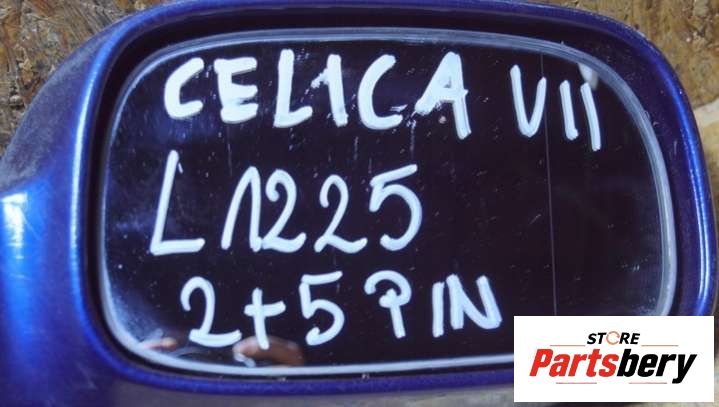 CELICA VII
L1225
2+5 PIN
STORE
Partsbery